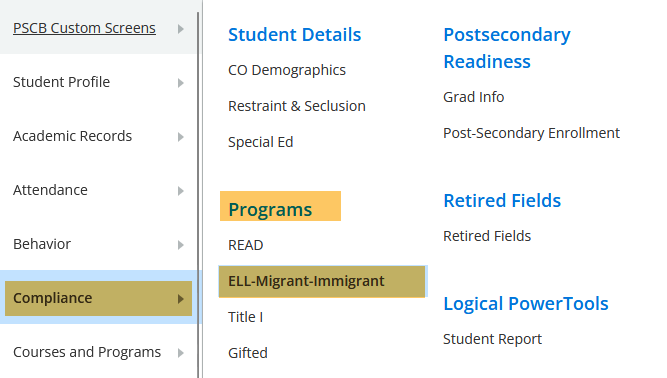 PSCB Custom Screens
Student Profile
Academic Records
Attendance
Behavior
Compliance
Courses and Programs
Student Details
CO Demographics
Restraint & Seclusion
Special Ed
Programs
READ
ELL-Migrant-Immigrant
Title I
Gifted
Postsecondary
Readiness
Grad Info
Post-Secondary Enrollment
Retired Fields
Retired Fields
Logical PowerTools
Student Report